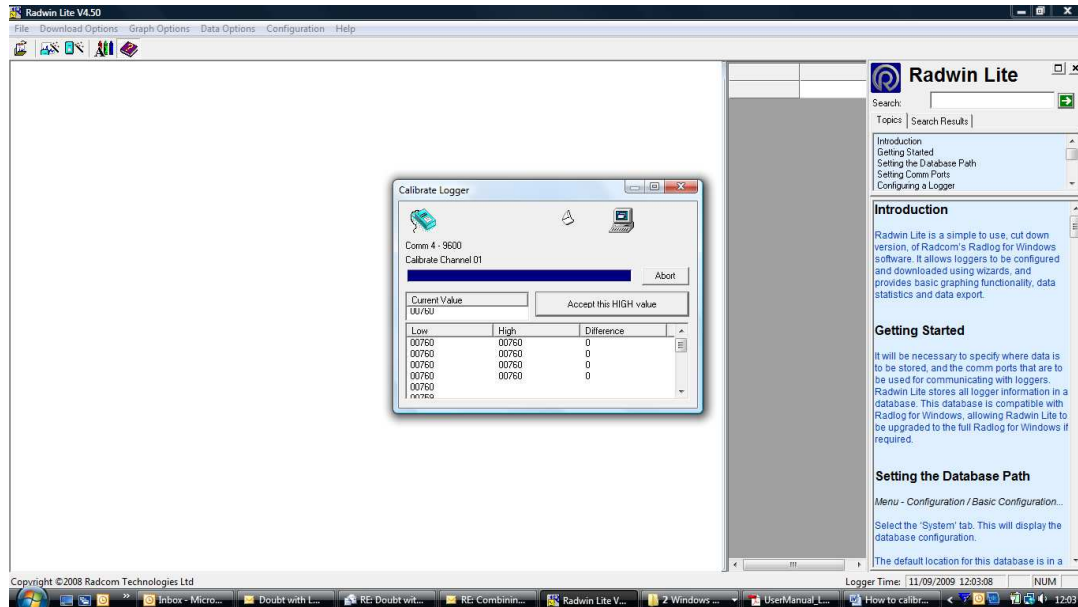 Radwin Lite V4.50
File Download Options Graph Options Data Options Configuration Help
Calibrate Logger
Comm 4 - 9600
Calibrate Channel 01
Abort
Current Value
00760
Accept this HIGH value
Low High Difference
00760 00760 0
00760 00760 0
00760 00760 0
00760 00760 0
00760
00759
Radwin Lite
Search:
Topics Search Results
Introduction
Getting Started
Setting the Database Path
Setting Comm Ports
Configuring a Logger
Introduction
Radwin Lite is a simple to use, cut down
version, of Radcom's Radlog for Windows
software. It allows loggers to be configured
and downloaded using wizards, and
provides basic graphing functionality, data
statistics and data export.
Getting Started
It will be necessary to specify where data is
to be stored, and the comm ports that are to
be used for communicating with loggers.
Radwin Lite stores all logger information in a
database. This database is compatible with
Radlog for Windows, allowing Radwin Lite to
be upgraded to the full Radlog for Windows if
required.
Setting the Database Path
Menu - Configuration / Basic Configuration...
Select the 'System' tab. This will display the
database configuration.
The default location for this database is in a
Copyright ©2008 Radcom Technologies Ltd
Logger Time: 11/09/2009 12:03:08 NUM
Inbox - Micro... Doubt with L... RE: Doubt wit... RE: Combinin... Radwin Lite V... 2 Windows ... UserManual_L... How to calibr... 12:03